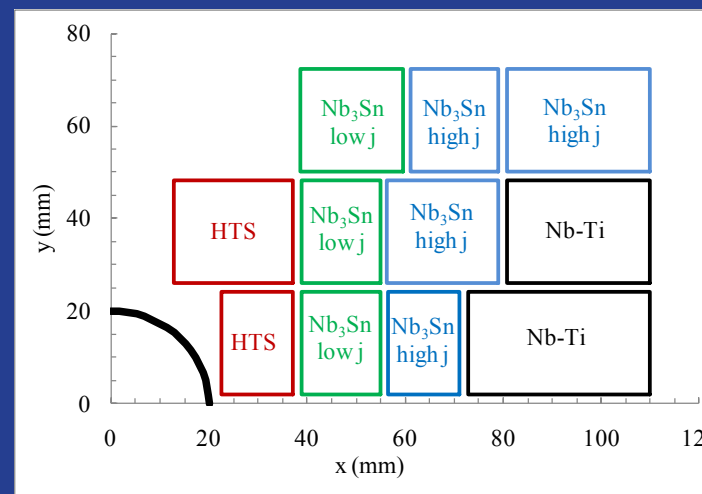 80
60
40
20
0
y (mm)
Nb₃Sn
low j
Nb₃Sn
high j
Nb₃Sn
high j
HTS
Nb₃Sn
low j
Nb₃Sn
high j
Nb-Ti
HTS
Nb₃Sn
low j
Nb₃Sn
high j
Nb-Ti
0 20 40 60 80 100 12
x (mm)